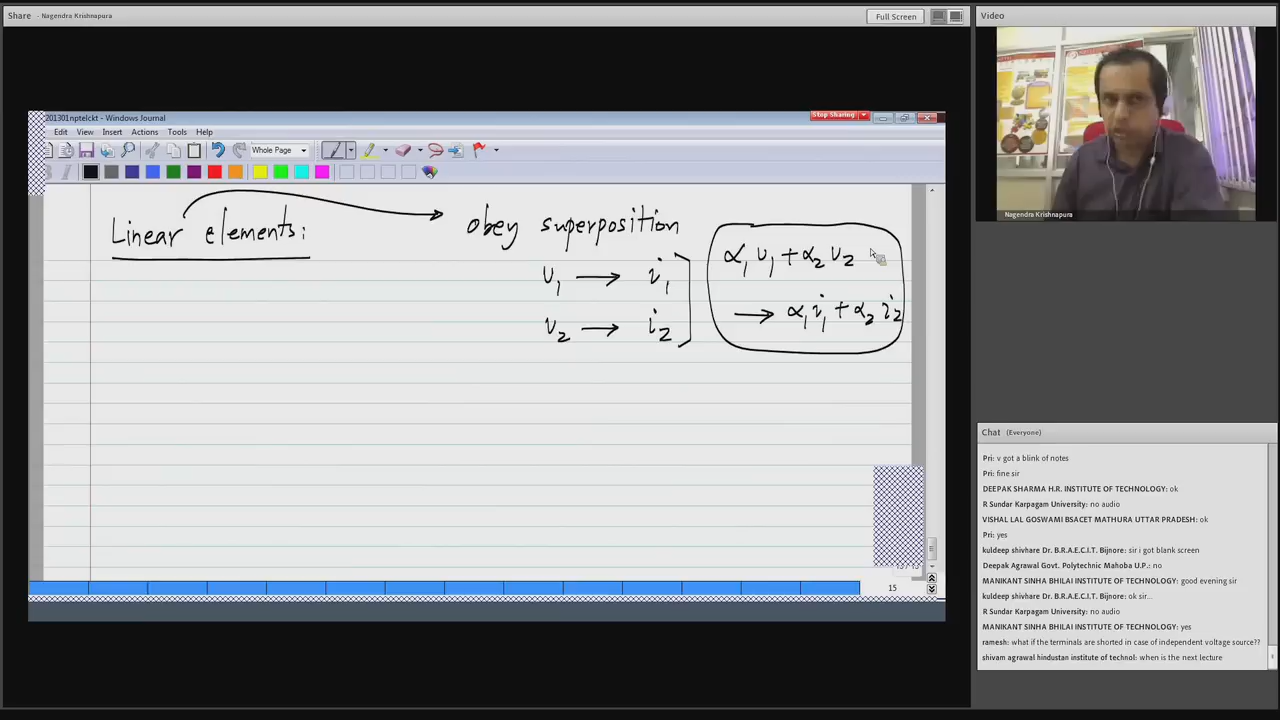 Share - Nagendra Krishnapura
Full Screen
Video
201301nptelckt - Windows Journal
Stop Sharing
Edit View Insert Actions Tools Help
Whole Page
Linear elements:
obey superposition
v1 → i1
v2 → i2
α1 v1 + α2 v2
→ α1 i1 + α2 i2
15
Nagendra Krishnapura
Chat (Everyone)
Pri: v got a blink of notes
Pri: fine sir
DEEPAK SHARMA H.R. INSTITUTE OF TECHNOLOGY: ok
R Sundar Karpagam University: no audio
VISHAL LAL GOSWAMI BSACET MATHURA UTTAR PRADESH: ok
Pri: yes
kuldeep shivhare Dr. B.R.A.E.C.I.T. Bijnore: sir i got blank screen
Deepak Agrawal Govt. Polytechnic Mahoba U.P.: no
MANIKANT SINHA BHILAI INSTITUTE OF TECHNOLOGY: good evening sir
kuldeep shivhare Dr. B.R.A.E.C.I.T. Bijnore: ok sir...
R Sundar Karpagam University: no audio
MANIKANT SINHA BHILAI INSTITUTE OF TECHNOLOGY: yes
ramesh: what if the terminals are shorted in case of independent voltage source??
shivam agrawal hindustan institute of technol: when is the next lecture